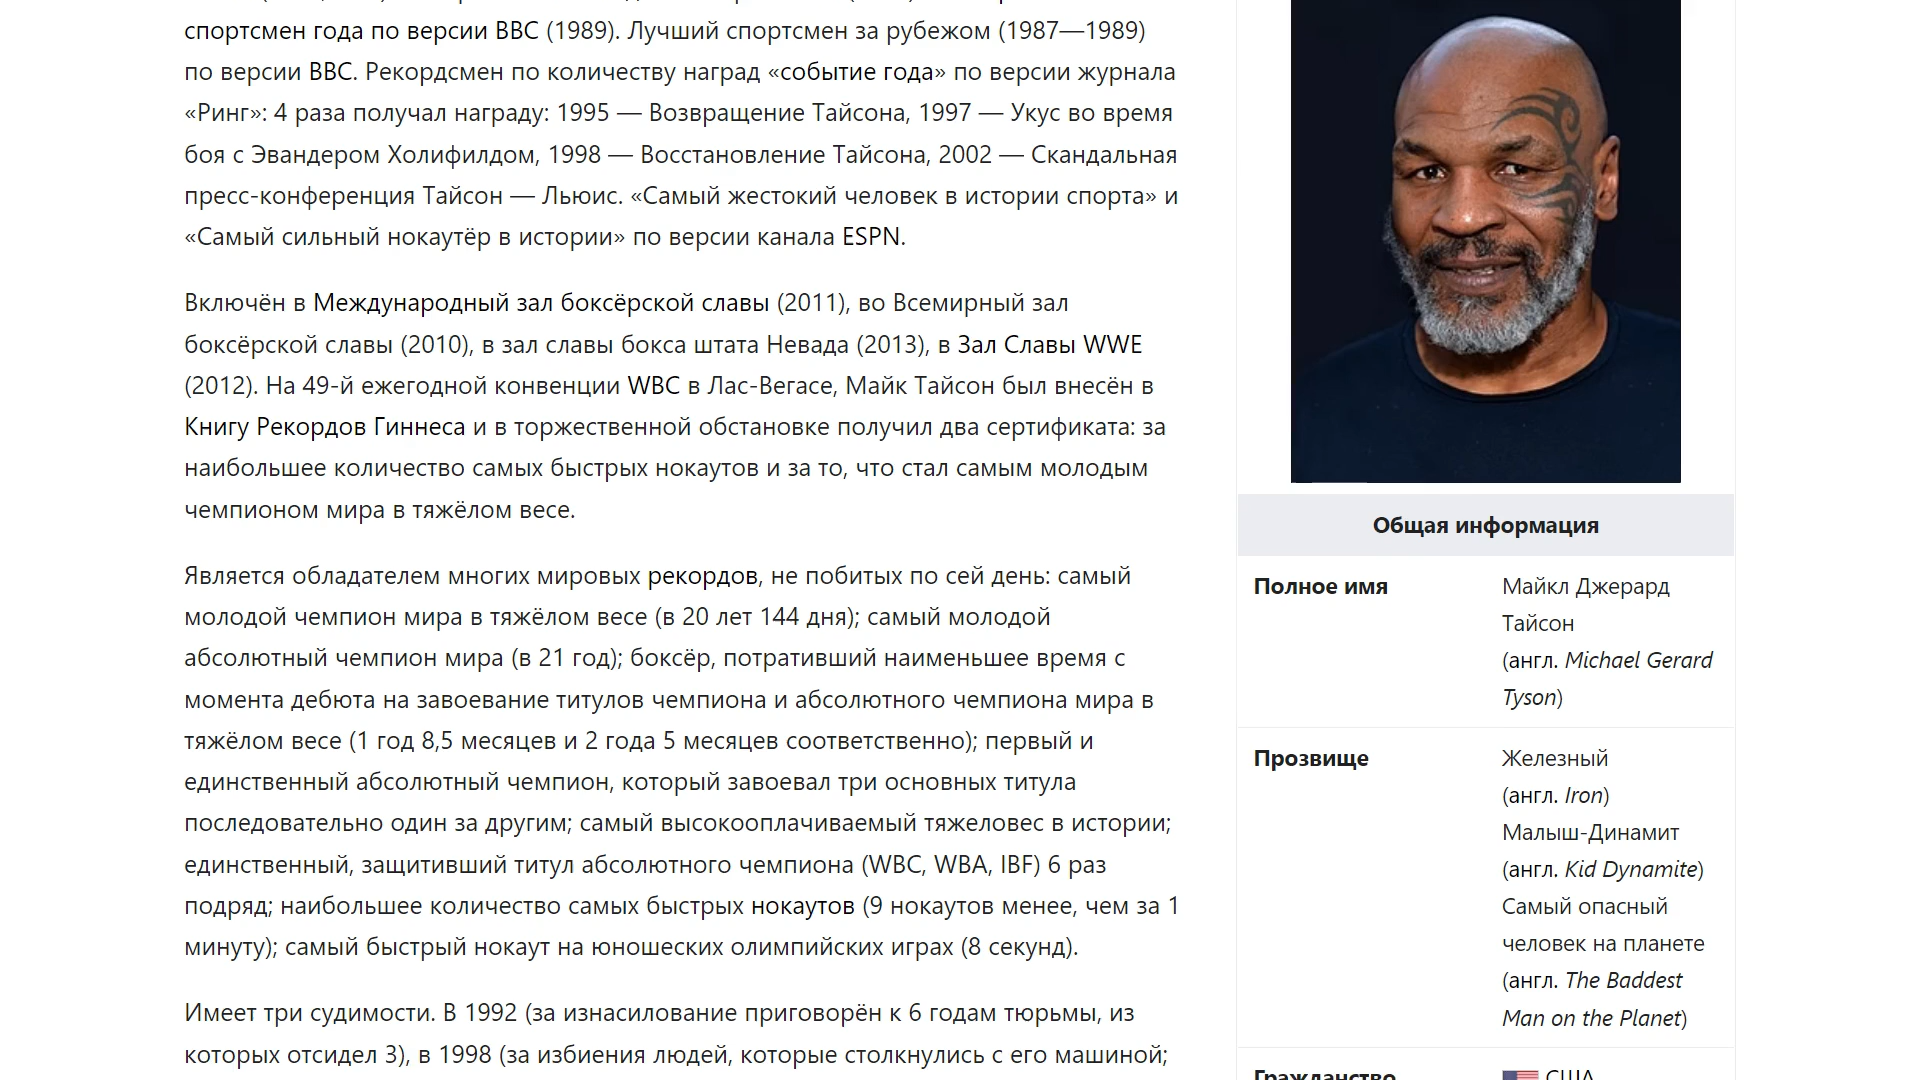 спортсмен года по версии BBC (1989). Лучший спортсмен за рубежом (1987—1989)
по версии BBC. Рекордсмен по количеству наград «событие года» по версии журнала
«Ринг»: 4 раза получал награду: 1995 — Возвращение Тайсона, 1997 — Укус во время
боя с Эвандером Холифилдом, 1998 — Восстановление Тайсона, 2002 — Скандальная
пресс-конференция Тайсон — Льюис. «Самый жестокий человек в истории спорта» и
«Самый сильный нокаутёр в истории» по версии канала ESPN.
Включён в Международный зал боксёрской славы (2011), во Всемирный зал
боксёрской славы (2010), в зал славы бокса штата Невада (2013), в Зал Славы WWE
(2012). На 49-й ежегодной конвенции WBC в Лас-Вегасе, Майк Тайсон был внесён в
Книгу Рекордов Гиннеса и в торжественной обстановке получил два сертификата: за
наибольшее количество самых быстрых нокаутов и за то, что стал самым молодым
чемпионом мира в тяжёлом весе.
Является обладателем многих мировых рекордов, не побитых по сей день: самый
молодой чемпион мира в тяжёлом весе (в 20 лет 144 дня); самый молодой
абсолютный чемпион мира (в 21 год); боксёр, потративший наименьшее время с
момента дебюта на завоевание титулов чемпиона и абсолютного чемпиона мира в
тяжёлом весе (1 год 8,5 месяцев и 2 года 5 месяцев соответственно); первый и
единственный абсолютный чемпион, который завоевал три основных титула
последовательно один за другим; самый высокооплачиваемый тяжеловес в истории;
единственный, защитивший титул абсолютного чемпиона (WBC, WBA, IBF) 6 раз
подряд; наибольшее количество самых быстрых нокаутов (9 нокаутов менее, чем за 1
минуту); самый быстрый нокаут на юношеских олимпийских играх (8 секунд).
Имеет три судимости. В 1992 (за изнасилование приговорён к 6 годам тюрьмы, из
которых отсидел 3), в 1998 (за избиения людей, которые столкнулись с его машиной;
Общая информация
Полное имя
Майкл Джерард
Тайсон
(англ. Michael Gerard
Tyson)
Прозвище
Железный
(англ. Iron)
Малыш-Динамит
(англ. Kid Dynamite)
Самый опасный
человек на планете
(англ. The Baddest
Man on the Planet)
Гражданство
США